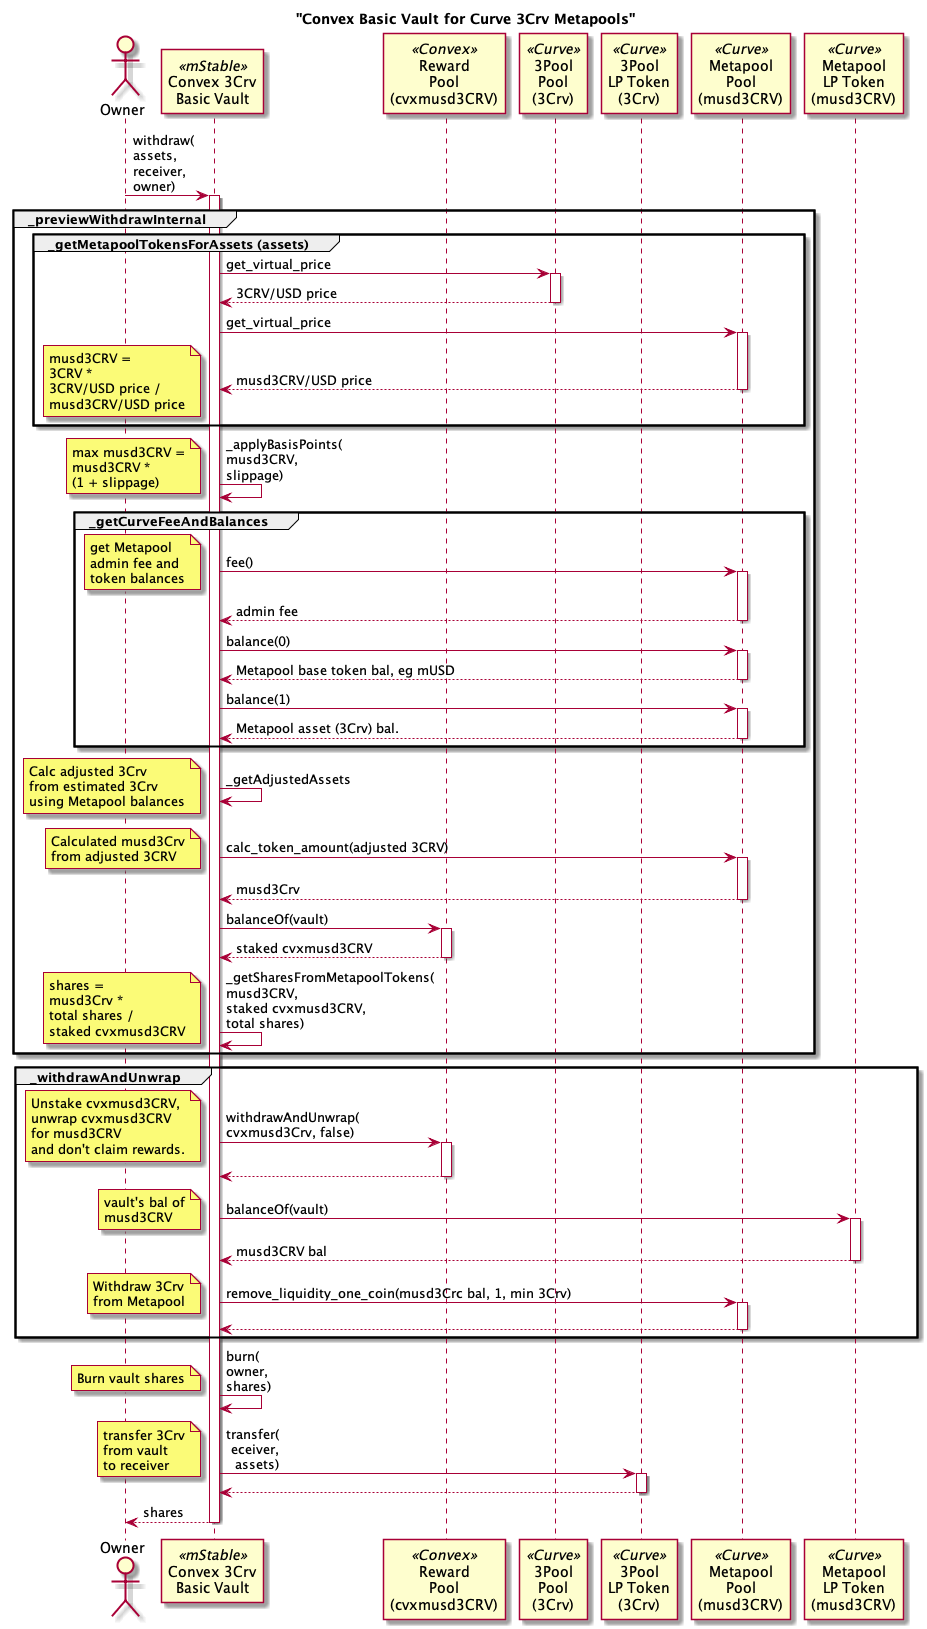 "Convex Basic Vault for Curve 3Crv Metapools"
Owner
«mStable»
Convex 3Crv
Basic Vault
«Convex»
Reward
Pool
(cvxmusd3CRV)
«Curve»
3Pool
Pool
(3Crv)
«Curve»
3Pool
LP Token
(3Crv)
«Curve»
Metapool
Pool
(musd3CRV)
«Curve»
Metapool
LP Token
(musd3CRV)
withdraw(
assets,
receiver,
owner)
_previewWithdrawInternal
_getMetapoolTokensForAssets (assets)
get_virtual_price
3CRV/USD price
get_virtual_price
musd3CRV =
3CRV *
3CRV/USD price /
musd3CRV/USD price
musd3CRV/USD price
max musd3CRV =
musd3CRV *
(1 + slippage)
_applyBasisPoints(
musd3CRV,
slippage)
_getCurveFeeAndBalances
get Metapool
admin fee and
token balances
fee()
admin fee
balance(0)
Metapool base token bal, eg mUSD
balance(1)
Metapool asset (3Crv) bal.
Calc adjusted 3Crv
from estimated 3Crv
using Metapool balances
_getAdjustedAssets
Calculated musd3Crv
from adjusted 3CRV
calc_token_amount(adjusted 3CRV)
musd3Crv
balanceOf(vault)
staked cvxmusd3CRV
shares =
musd3Crv *
total shares /
staked cvxmusd3CRV
_getSharesFromMetapoolTokens(
musd3CRV,
staked cvxmusd3CRV,
total shares)
_withdrawAndUnwrap
Unstake cvxmusd3CRV,
unwrap cvxmusd3CRV
for musd3CRV
and don't claim rewards.
withdrawAndUnwrap(
cvxmusd3Crv, false)
vault's bal of
musd3CRV
balanceOf(vault)
musd3CRV bal
Withdraw 3Crv
from Metapool
remove_liquidity_one_coin(musd3Crc bal, 1, min 3Crv)
Burn vault shares
burn(
owner,
shares)
transfer 3Crv
from vault
to receiver
transfer(
eceiver,
assets)
shares
Owner
«mStable»
Convex 3Crv
Basic Vault
«Convex»
Reward
Pool
(cvxmusd3CRV)
«Curve»
3Pool
Pool
(3Crv)
«Curve»
3Pool
LP Token
(3Crv)
«Curve»
Metapool
Pool
(musd3CRV)
«Curve»
Metapool
LP Token
(musd3CRV)